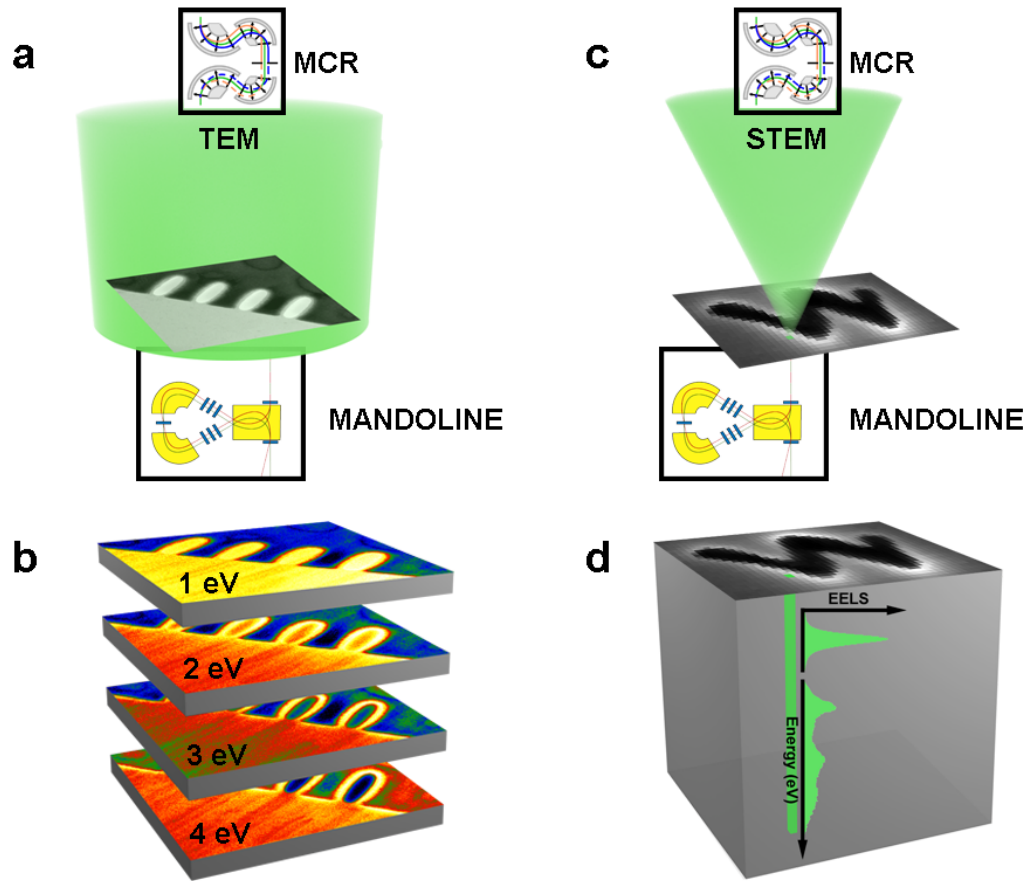 a
MCR
TEM
MANDOLINE
c
MCR
STEM
MANDOLINE
b
1 eV
2 eV
3 eV
4 eV
d
EELS
Energy (eV)